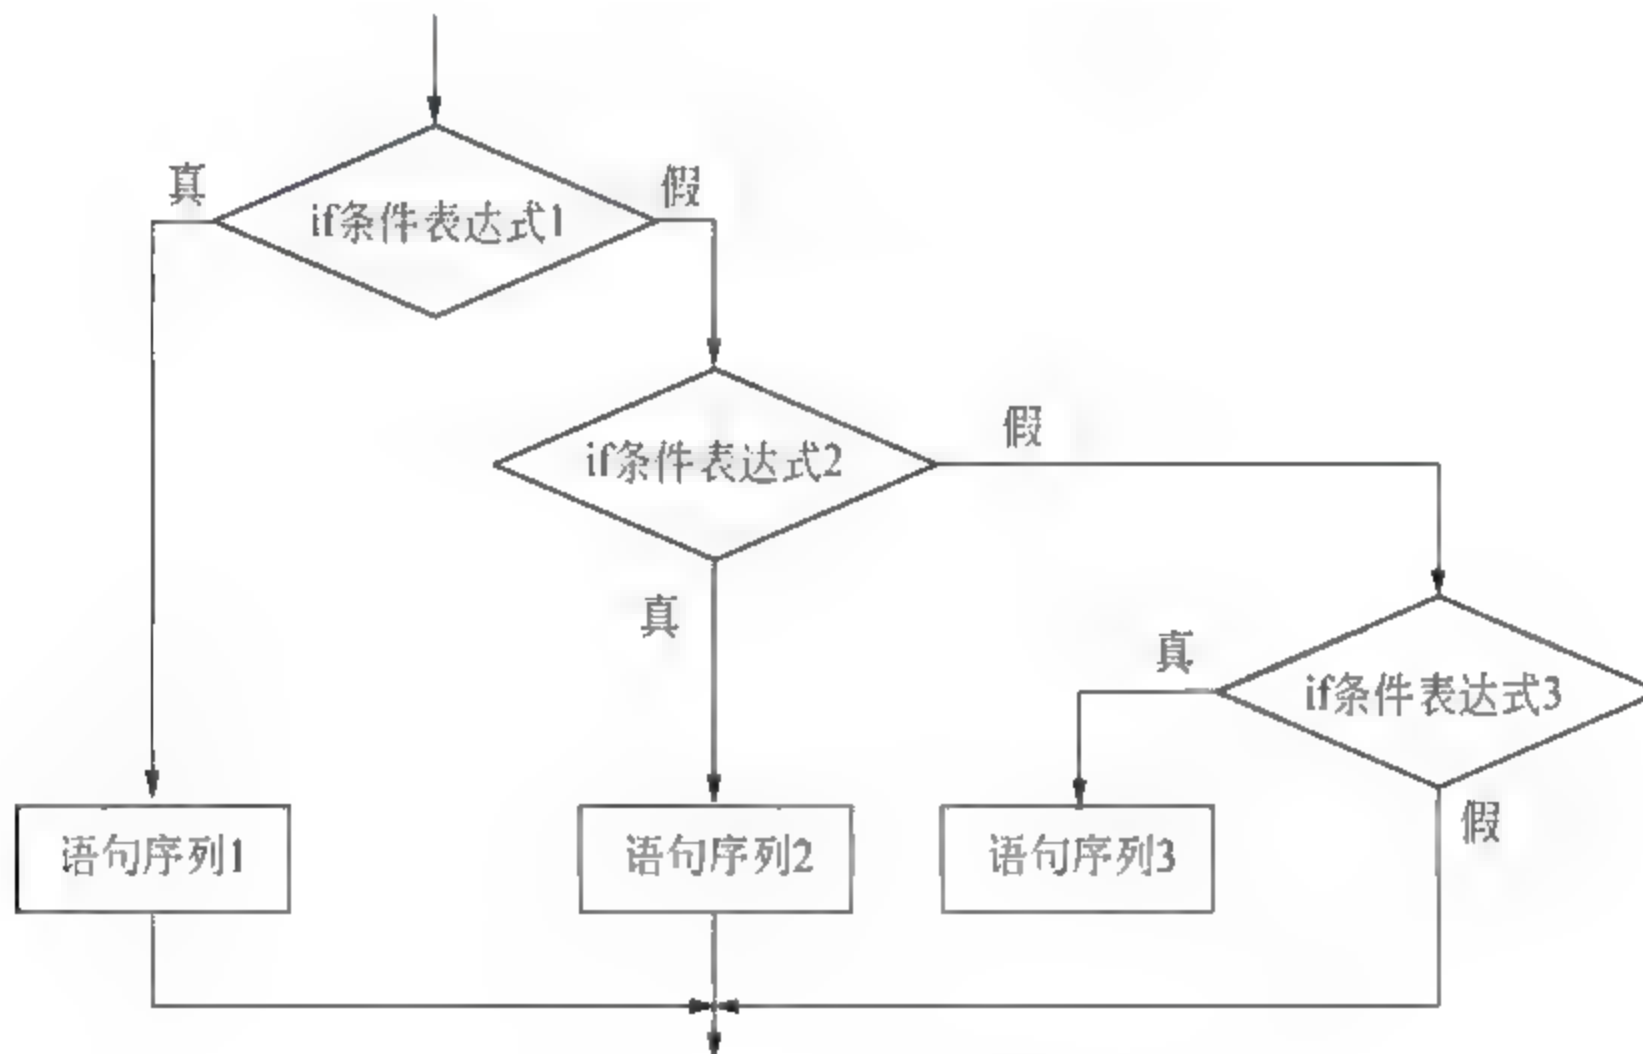 真
假
if条件表达式1
假
if条件表达式2
真
真
if条件表达式3
假
语句序列1
语句序列2
语句序列3